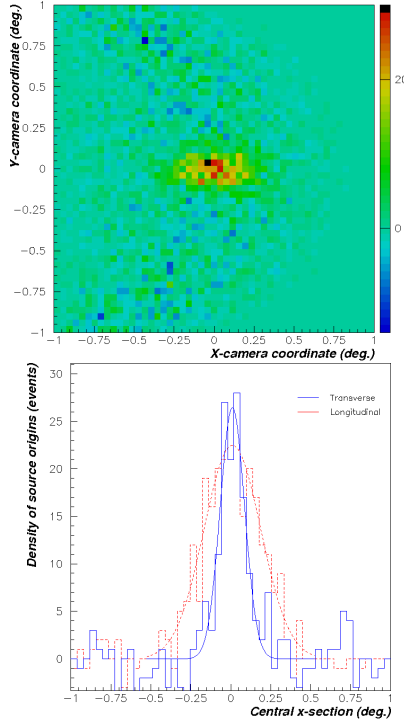 Y-camera coordinate (deg.)
1
0.75
0.5
0.25
0
−0.25
−0.5
−0.75
−1
−1 −0.75 −0.5 −0.25 0 0.25 0.5 0.75 1
X-camera coordinate (deg.)
20
0
Density of source origins (events)
30
25
20
15
10
5
0
Transverse
Longitudinal
−1 −0.75 −0.5 −0.25 0 0.25 0.5 0.75 1
Central x-section (deg.)